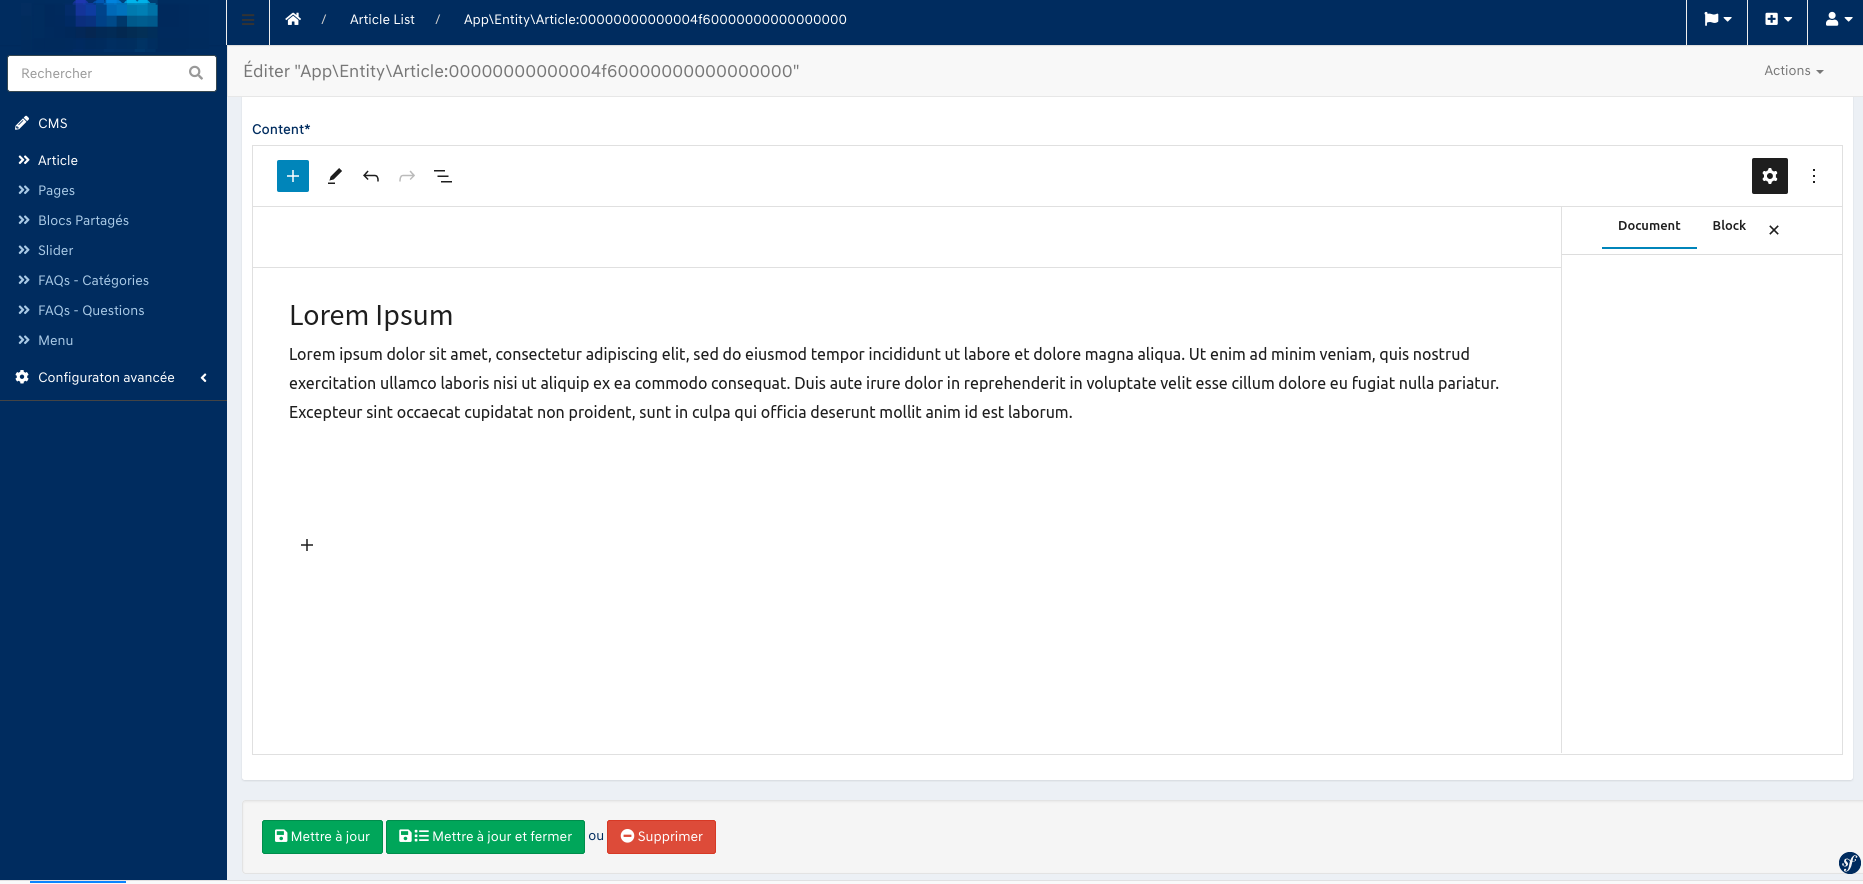 / Article List / App\Entity\Article:00000000000004f60000000000000000
Rechercher
Éditer "App\Entity\Article:00000000000004f60000000000000000"
Actions
CMS
Article
Pages
Blocs Partagés
Slider
FAQs - Catégories
FAQs - Questions
Menu
Configuraton avancée
Content*
Document Block
Lorem Ipsum
Lorem ipsum dolor sit amet, consectetur adipiscing elit, sed do eiusmod tempor incididunt ut labore et dolore magna aliqua. Ut enim ad minim veniam, quis nostrud
exercitation ullamco laboris nisi ut aliquip ex ea commodo consequat. Duis aute irure dolor in reprehenderit in voluptate velit esse cillum dolore eu fugiat nulla pariatur.
Excepteur sint occaecat cupidatat non proident, sunt in culpa qui officia deserunt mollit anim id est laborum.
Mettre à jour Mettre à jour et fermer ou Supprimer
sf